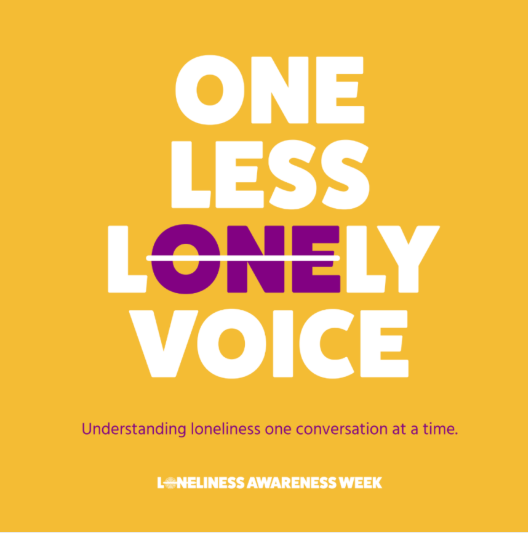 ONE
LESS
LONELY
VOICE
Understanding loneliness one conversation at a time.
LONELINESS AWARENESS WEEK